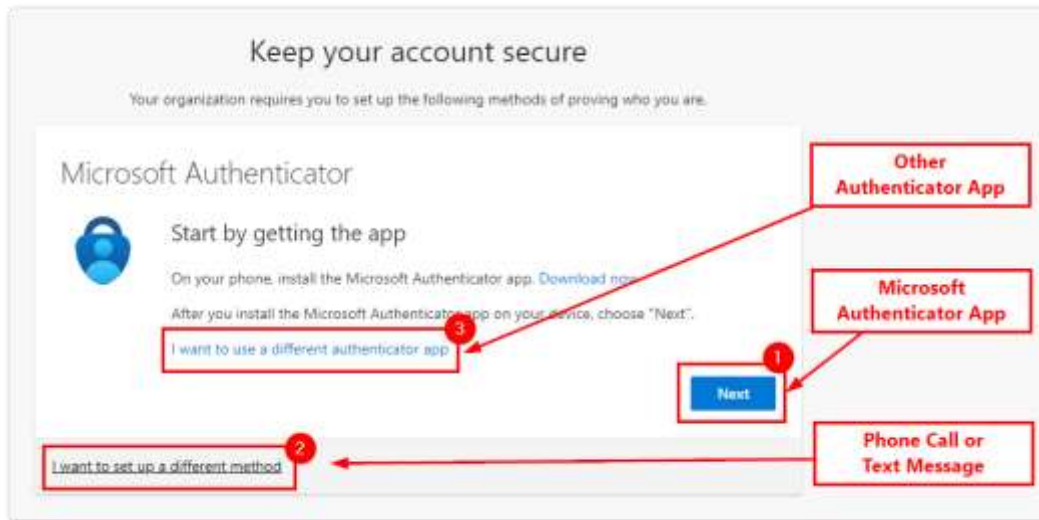 Keep your account secure
Your organization requires you to set up the following methods of proving who you are.
Microsoft Authenticator
Start by getting the app
On your phone, install the Microsoft Authenticator app. Download now
After you install the Microsoft Authenticator app on your device, choose "Next".
3
I want to use a different authenticator app
1
Next
2
I want to set up a different method
Other
Authenticator App
Microsoft
Authenticator App
Phone Call or
Text Message